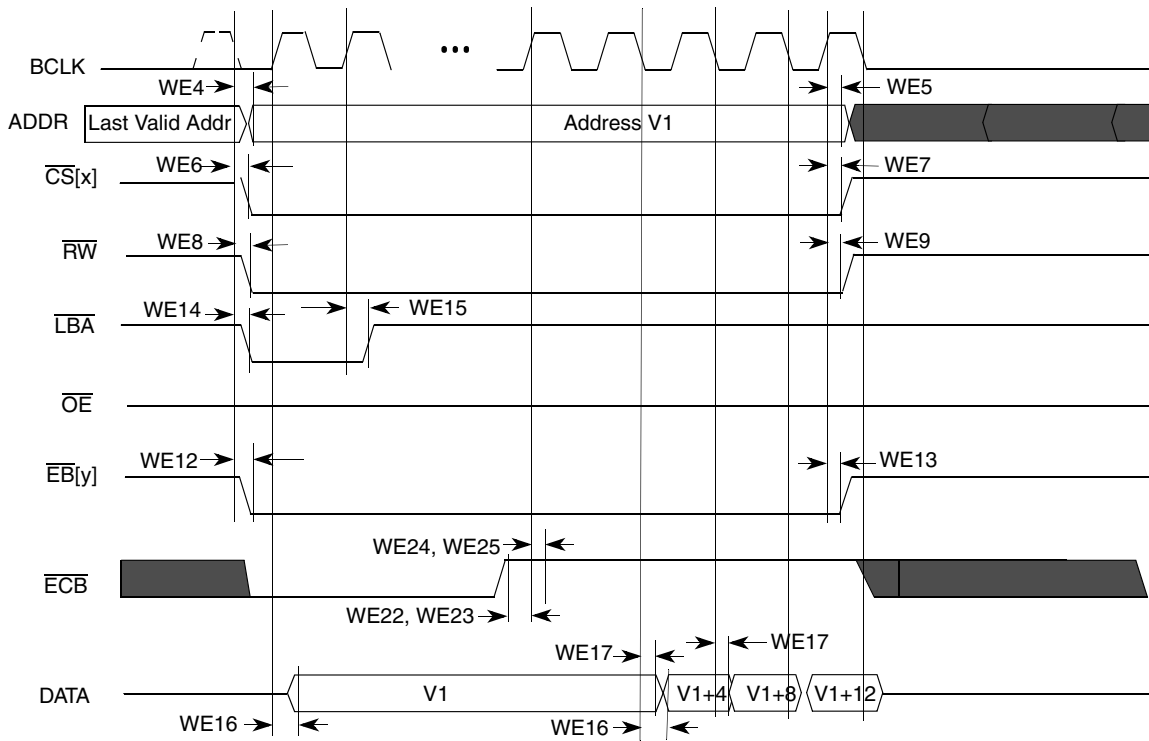 BCLK
•••
WE4
WE5
ADDR
Last Valid Addr
Address V1
WE6
WE7
CS[x]
WE8
WE9
RW
WE14
WE15
LBA
OE
WE12
WE13
EB[y]
WE24, WE25
ECB
WE22, WE23
WE17
WE17
DATA
V1
V1+4
V1+8
V1+12
WE16
WE16